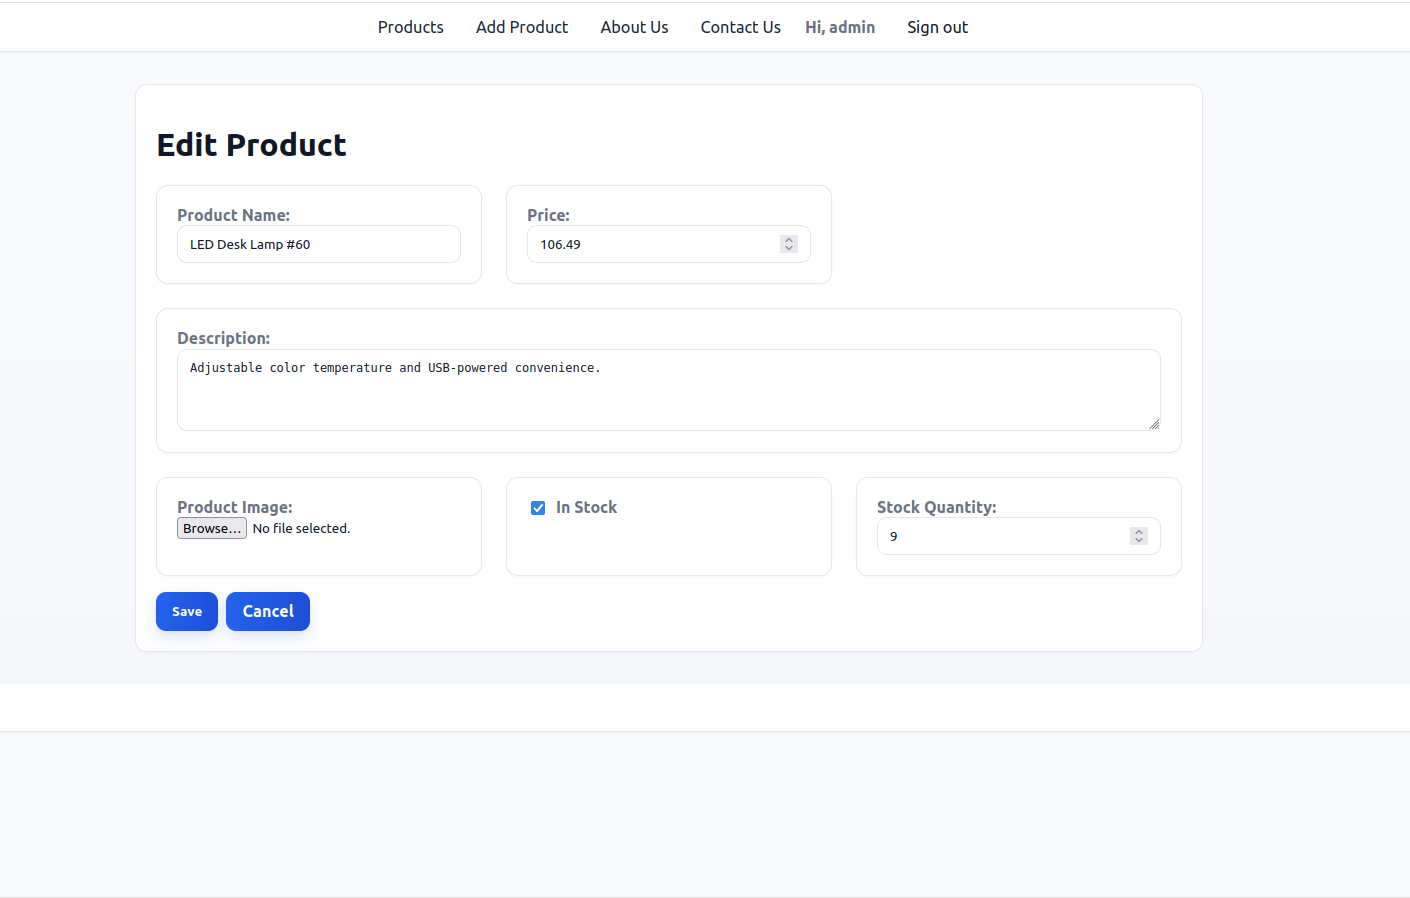 Products Add Product About Us Contact Us Hi, admin Sign out
Edit Product
Product Name:
LED Desk Lamp #60
Price:
106.49
Description:
Adjustable color temperature and USB-powered convenience.
Product Image:
Browse... No file selected.
In Stock
Stock Quantity:
9
Save Cancel